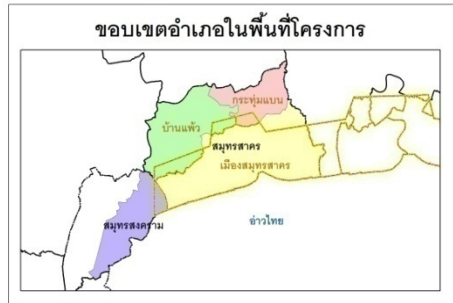 ขอบเขตอำเภอในพื้นที่โครงการ
กระทุ่มแบน
บ้านแพ้ว
สมุทรสาคร
เมืองสมุทรสาคร
สมุทรสงคราม
อ่าวไทย